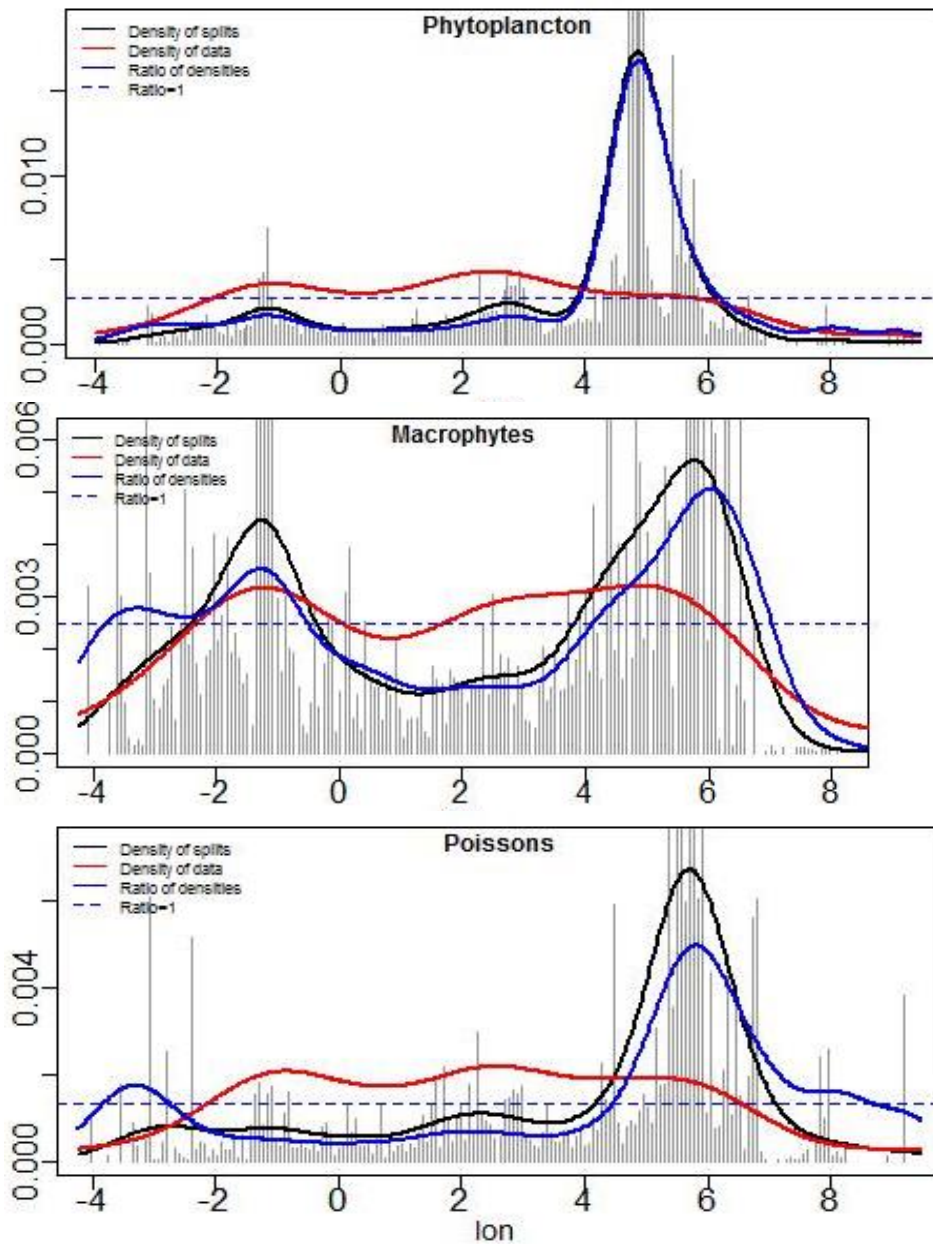 Phytoplancton
Density of splits
Density of data
Ratio of densities
Ratio=1
0.010
0.000
-4 -2 0 2 4 6 8
Macrophytes
Density of splits
Density of data
Ratio of densities
Ratio=1
0.006
0.003
0.000
-4 -2 0 2 4 6 8
Poissons
Density of splits
Density of data
Ratio of densities
Ratio=1
0.004
0.000
-4 -2 0 2 4 6 8
lon